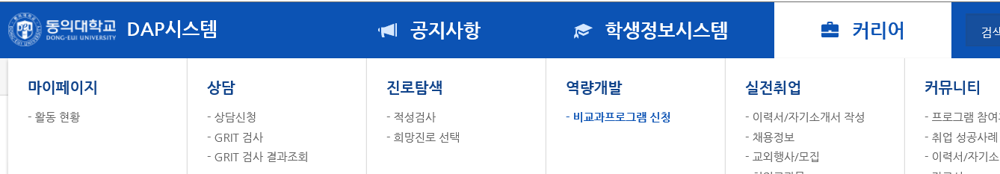 동의대학교
DONG-EUI UNIVERSITY
DAP시스템
공지사항
학생정보시스템
커리어
검색
마이페이지
- 활동 현황
상담
- 상담신청
- GRIT 검사
- GRIT 검사 결과조회
진로탐색
- 적성검사
- 희망진로 선택
역량개발
- 비교과프로그램 신청
실전취업
- 이력서/자기소개서 작성
- 채용정보
- 교외행사/모집
커뮤니티
- 프로그램 참여
- 취업 성공사례
- 이력서/자기소